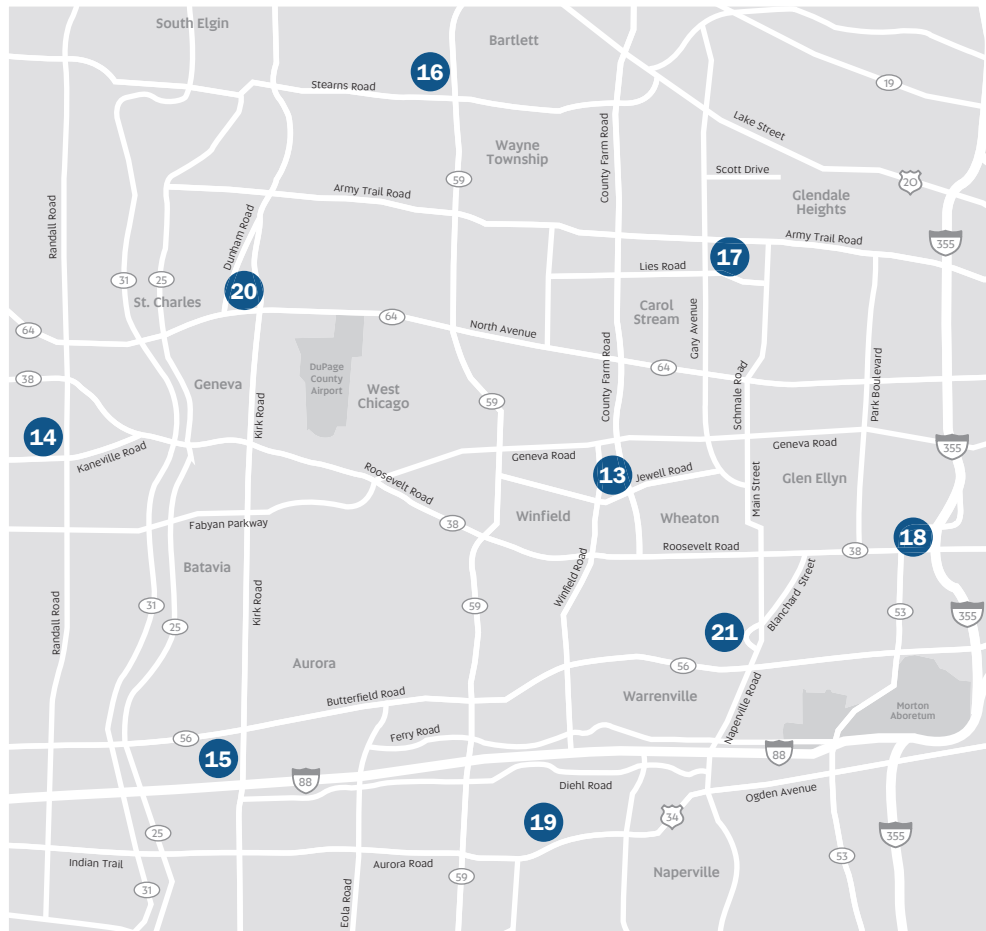 South Elgin
Bartlett
16
Stearns Road
19
Lake Street
Wayne
Township
County Farm Road
59
Scott Drive
20
Glendale
Heights
Army Trail Road
Randall Road
Dunham Road
Army Trail Road
355
17
Lies Road
31
25
20
St. Charles
Carol
Stream
64
64
North Avenue
Gary Avenue
64
38
DuPage
County
Airport
Geneva
West
Chicago
County Farm Road
Schmale Road
Park Boulevard
59
Kirk Road
14
Kaneville Road
Geneva Road
Geneva Road
355
Roosevelt Road
13
Jewell Road
Main Street
Glen Ellyn
Fabyan Parkway
38
Winfield
Wheaton
18
Roosevelt Road
38
Batavia
Winfield Road
Blanchard Street
31
25
Randall Road
Kirk Road
59
53
355
21
Aurora
56
Butterfield Road
Warrenville
Naperville Road
Morton
Arboretum
56
Ferry Road
15
88
88
Diehl Road
Ogden Avenue
19
34
25
355
Indian Trail
Aurora Road
53
59
31
Eola Road
Naperville